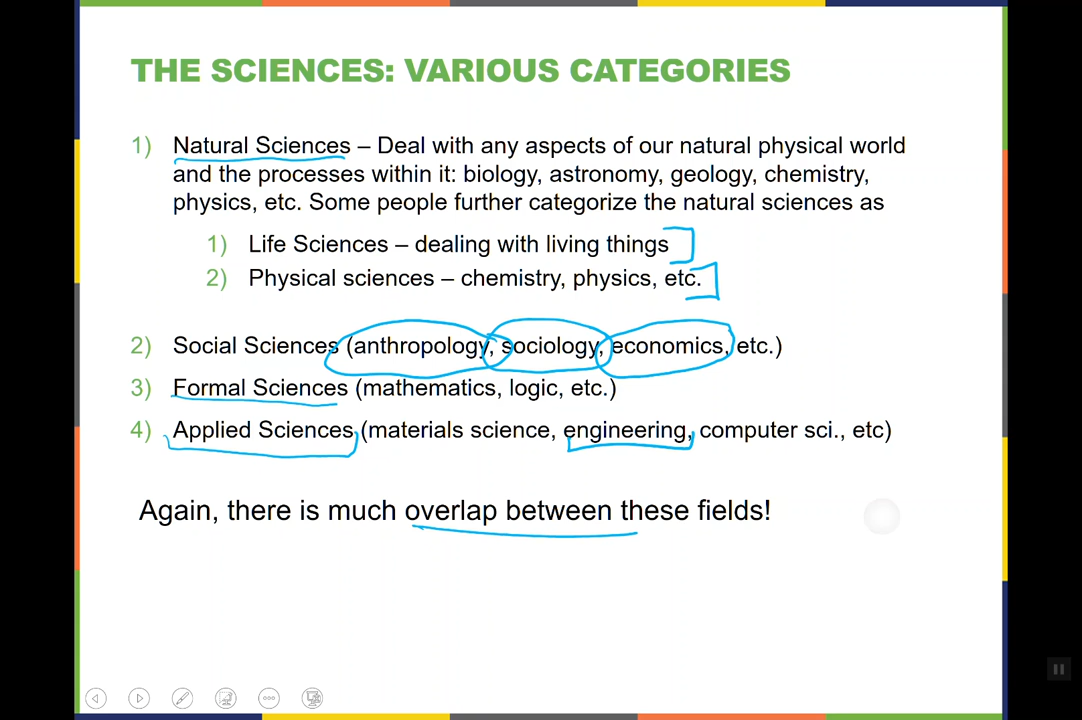 THE SCIENCES: VARIOUS CATEGORIES
1) Natural Sciences – Deal with any aspects of our natural physical world
and the processes within it: biology, astronomy, geology, chemistry,
physics, etc. Some people further categorize the natural sciences as
1) Life Sciences – dealing with living things
2) Physical sciences – chemistry, physics, etc.
2) Social Sciences (anthropology, sociology, economics, etc.)
3) Formal Sciences (mathematics, logic, etc.)
4) Applied Sciences (materials science, engineering, computer sci., etc)
Again, there is much overlap between these fields!